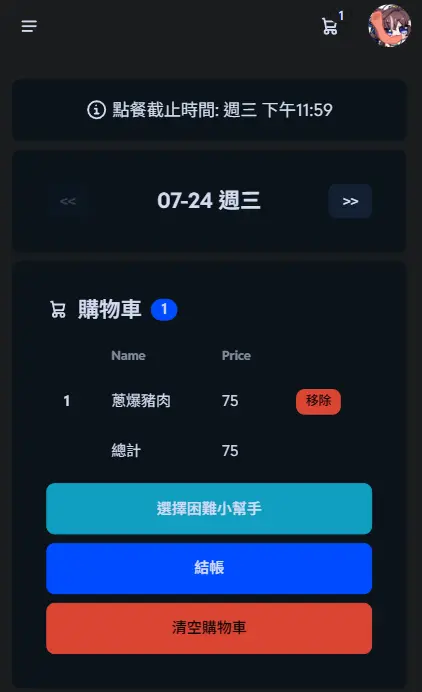 1
點餐截止時間: 週三 下午11:59
<< 07-24 週三 >>
購物車 1
Name Price
1 蔥爆豬肉 75 移除
總計 75
選擇困難小幫手
結帳
清空購物車